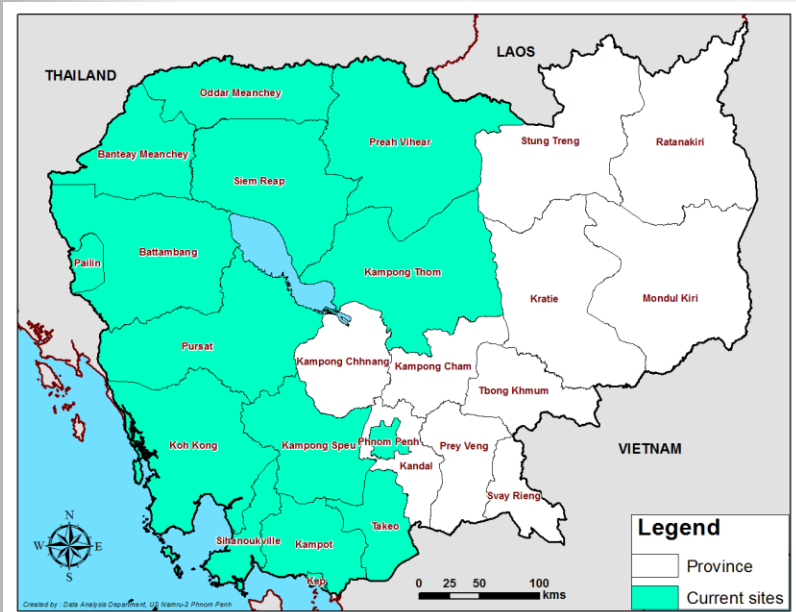 LAOS
THAILAND
Oddar Meanchey
Preah Vihear
Stung Treng
Ratanakiri
Banteay Meanchey
Siem Reap
Battambang
Pailin
Kampong Thom
Kratie
Mondul Kiri
Pursat
Kampong Chhnang
Kampong Cham
Tbong Khmum
Koh Kong
Kampong Speu
Phnom Penh
Prey Veng
VIETNAM
Kandal
Svay Rieng
Takeo
Sihanoukville
Kampot
Kep
N
W
E
S
0 25 50 100
kms
Legend
Province
Current sites
Created by : Data Analysis Department, US Namru-2 Phnom Penh